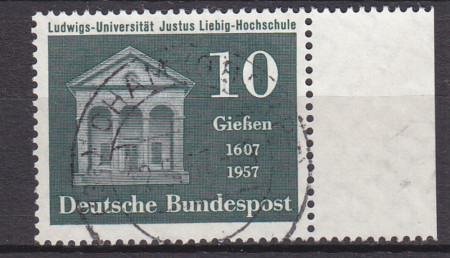 Ludwigs-Universität Justus Liebig-Hochschule
10
Gießen
1607
1957
Deutsche Bundespost